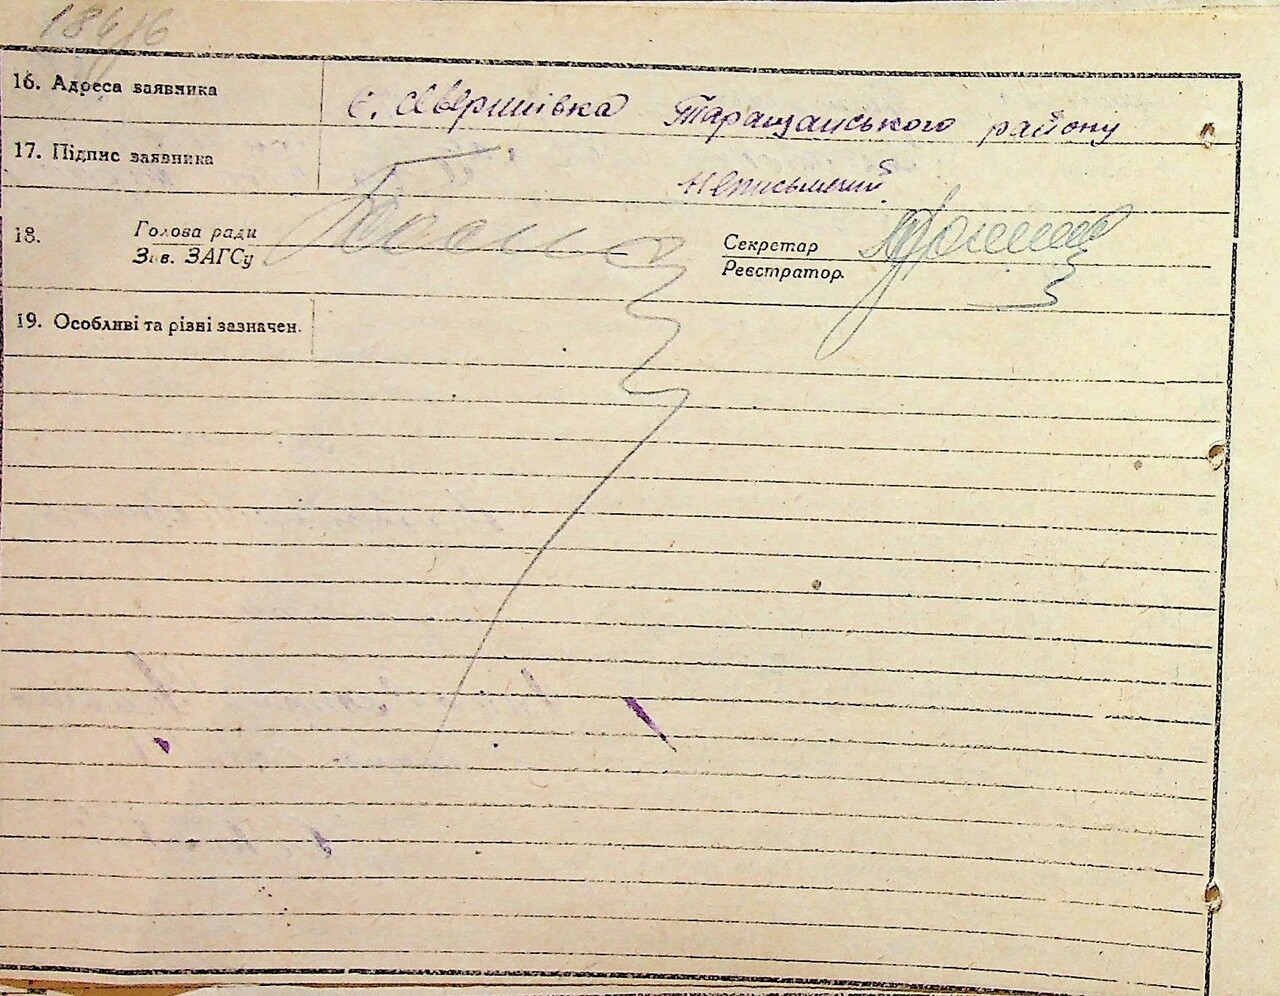 184/6
16. Адреса заявника
с. Северинівка Таращанського району
17. Підпис заявника
неписьмений
18. Голова ради
Зав. ЗАГСу
Секретар
Реєстратор.
19. Особливі та різні зазначен.